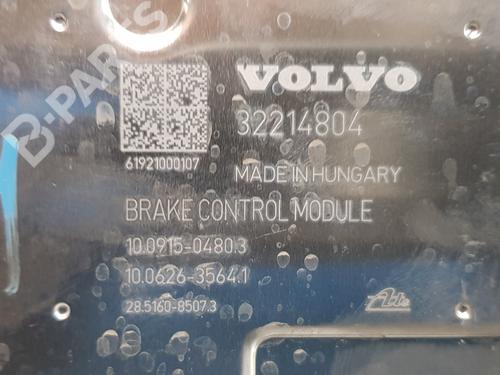 B-PARTS
VOLVO
32214804
61921000107
MADE IN HUNGARY
BRAKE CONTROL MODULE
10.0915-0480.3
10.0626-3564.1
28.5160-8507.3
Ate